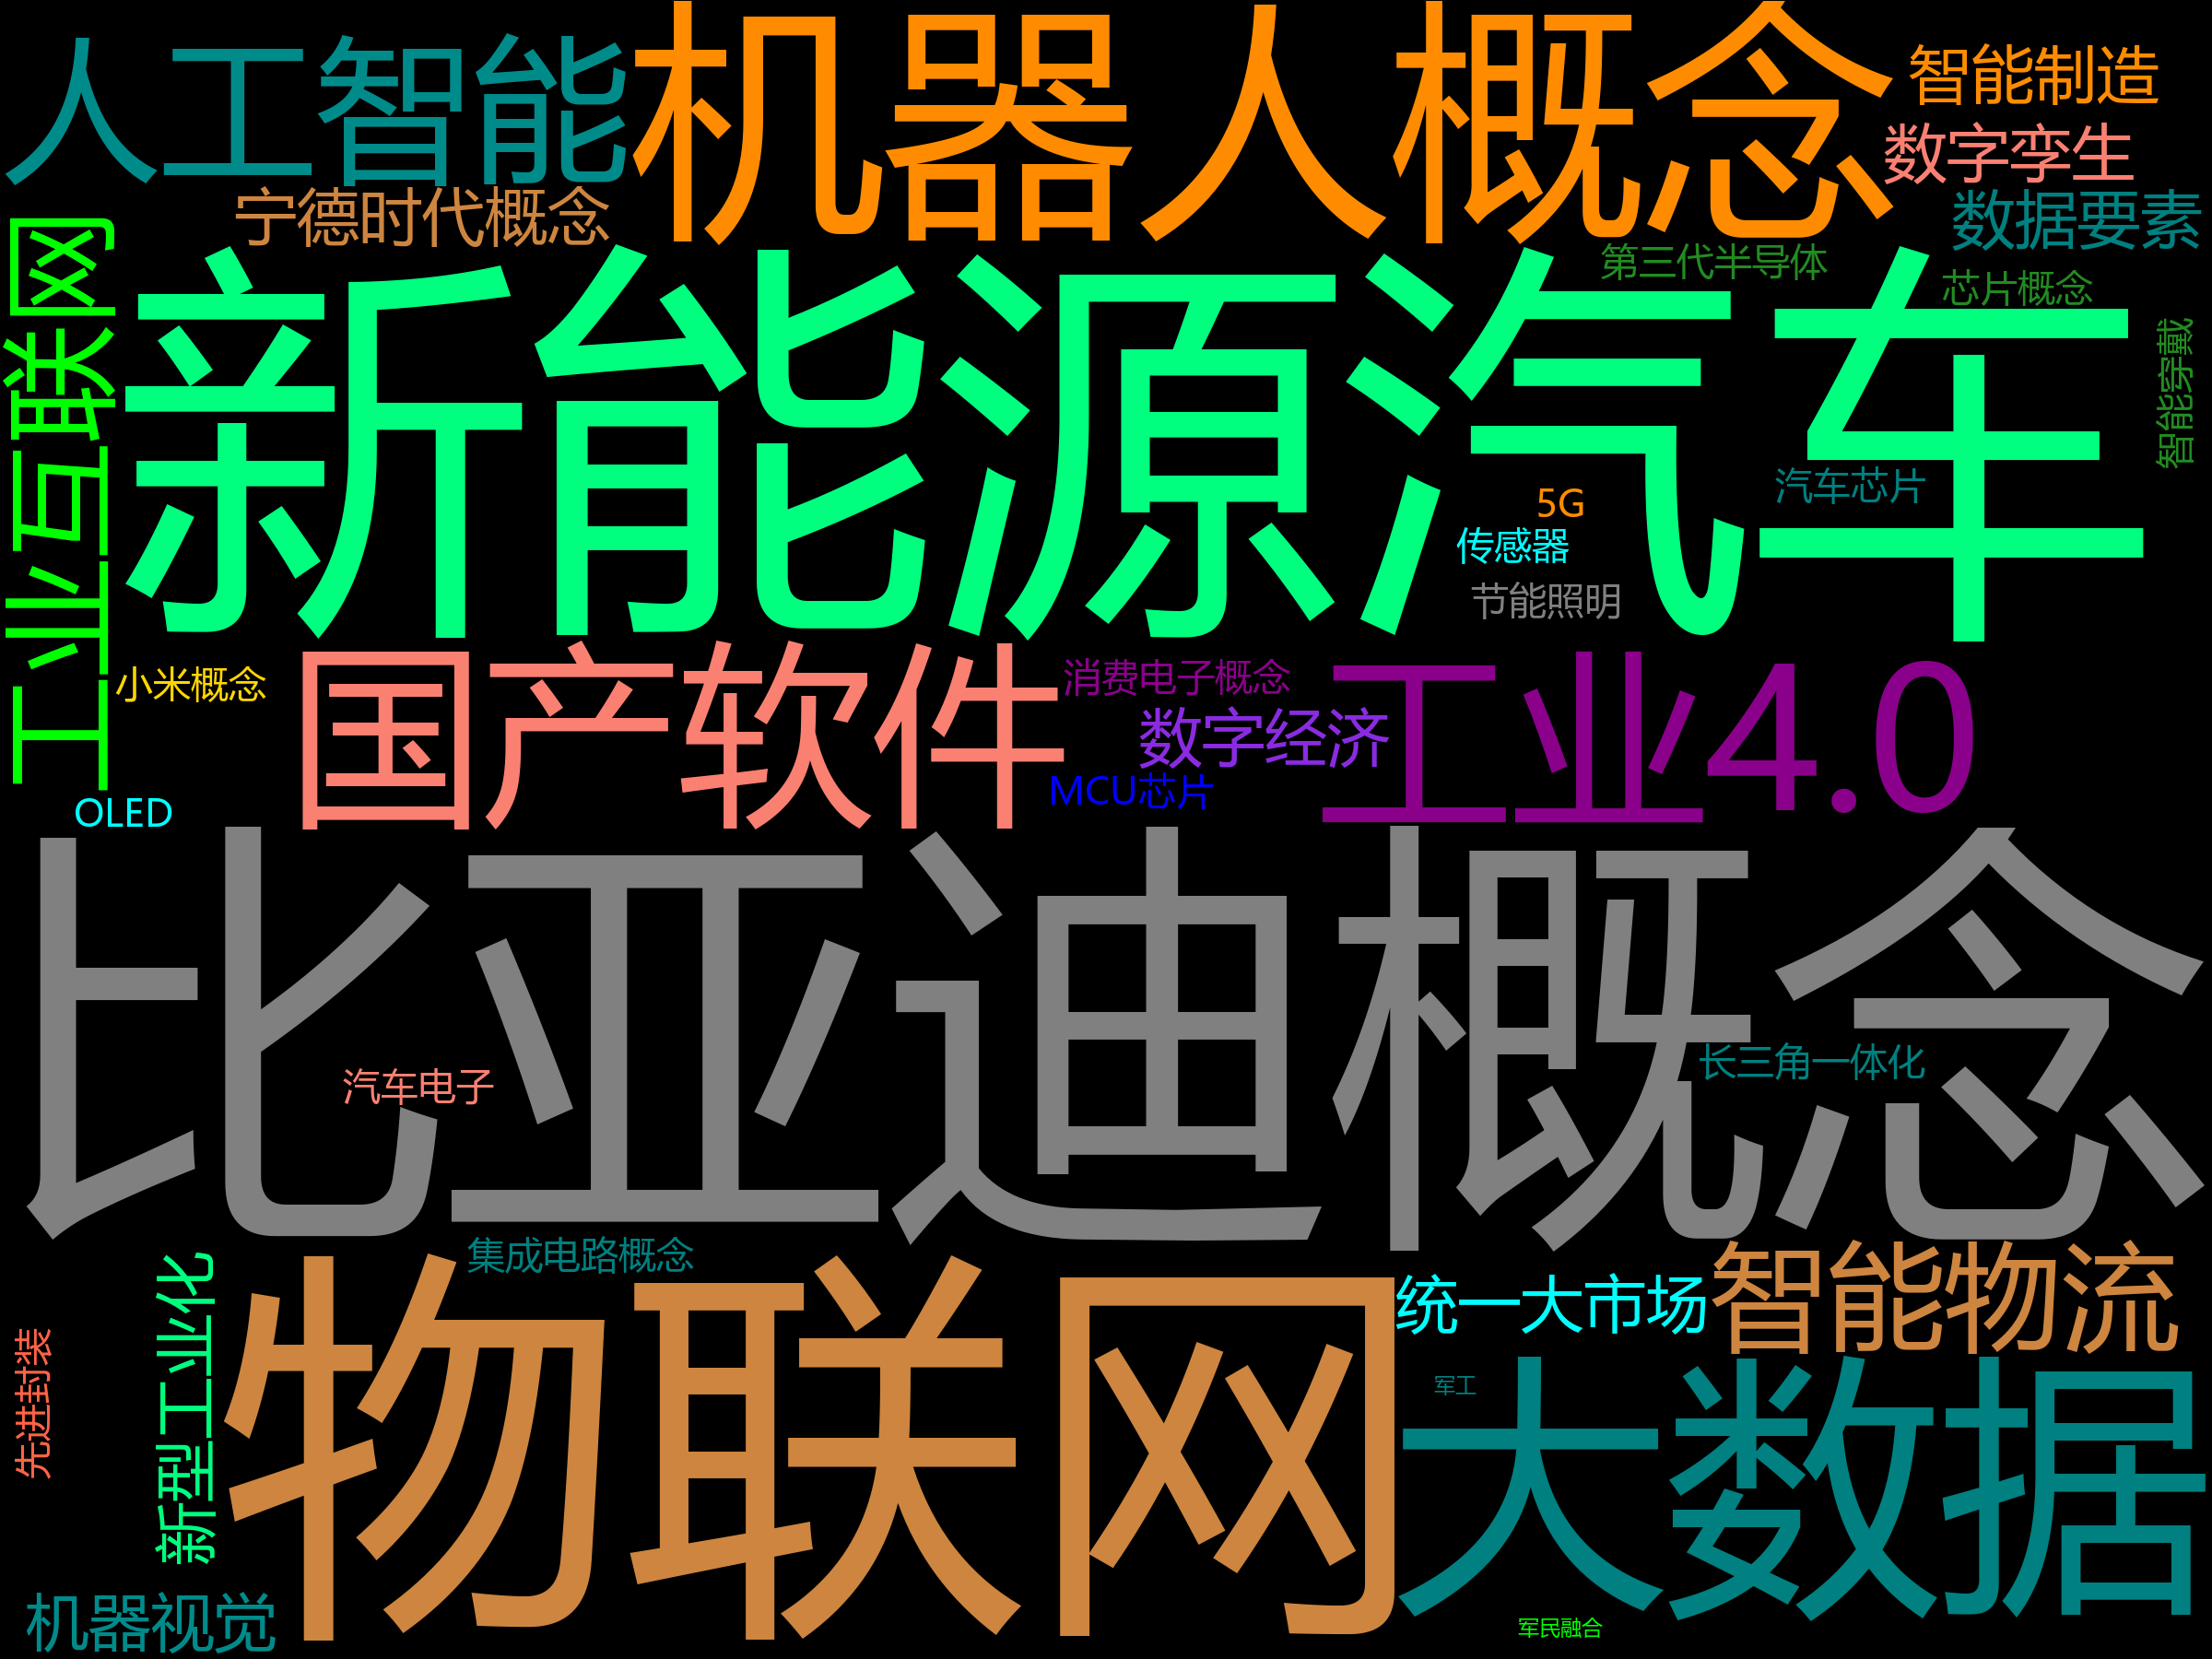 人工智能
机器人概念
智能制造
数字孪生
数据要素
宁德时代概念
第三代半导体
芯片概念
工业互联网
新能源汽车
智能穿戴
汽车芯片
5G
传感器
节能照明
小米概念
国产软件
消费电子概念
数字经济
MCU芯片
工业4.0
OLED
比亚迪概念
汽车电子
长三角一体化
集成电路概念
新型工业化
先进封装
物联网
统一大市场
智能物流
军工
大数据
机器视觉
军民融合